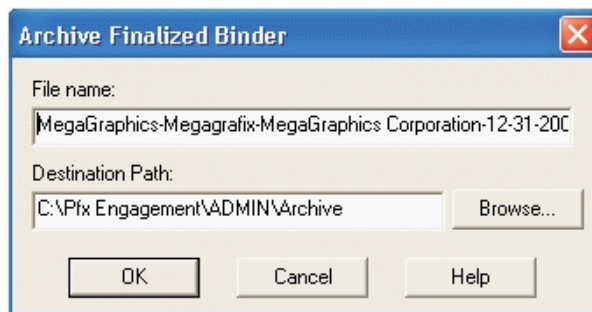 Archive Finalized Binder
File name:
MegaGraphics-Megagrafix-MegaGraphics Corporation-12-31-200
Destination Path:
C:\Pfx Engagement\ADMIN\Archive
Browse...
OK Cancel Help